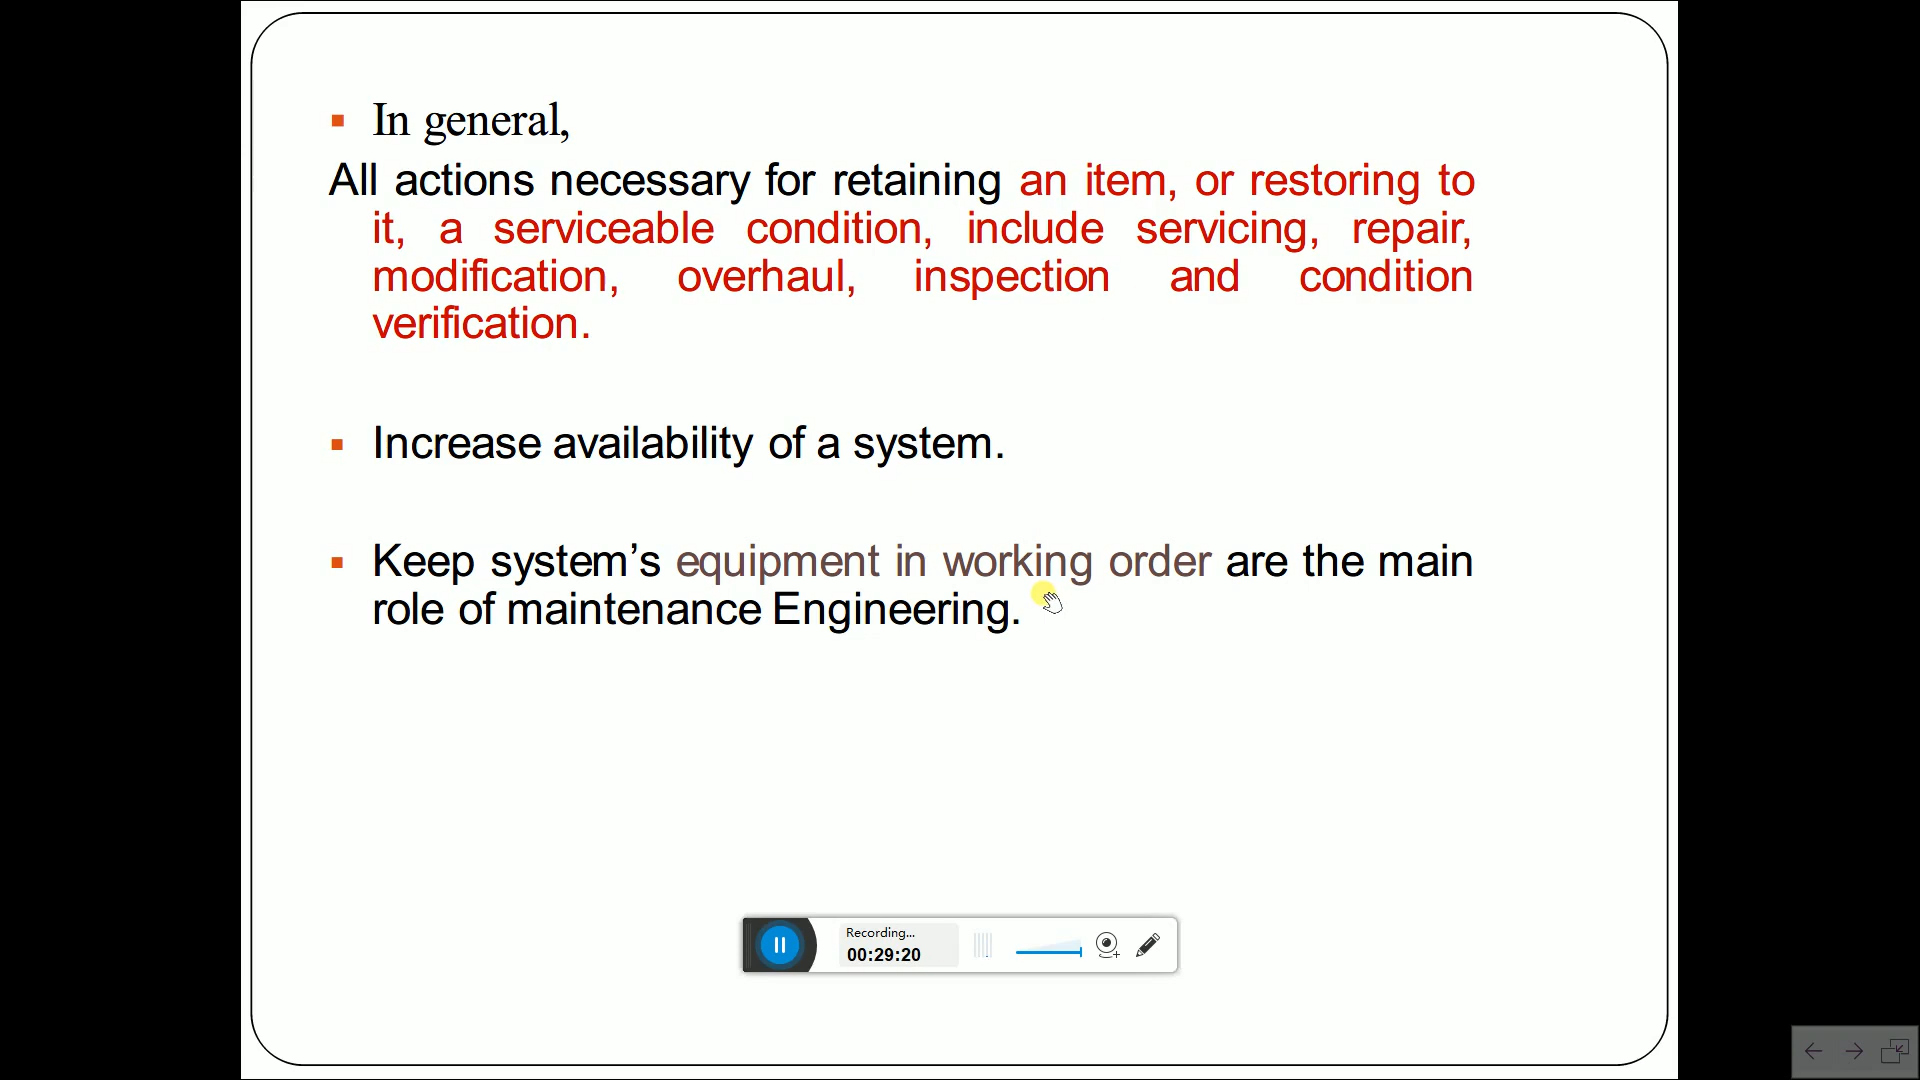 In general,
All actions necessary for retaining an item, or restoring to
it, a serviceable condition, include servicing, repair,
modification, overhaul, inspection and condition
verification.
Increase availability of a system.
Keep system’s equipment in working order are the main
role of maintenance Engineering.
Recording...
00:29:20